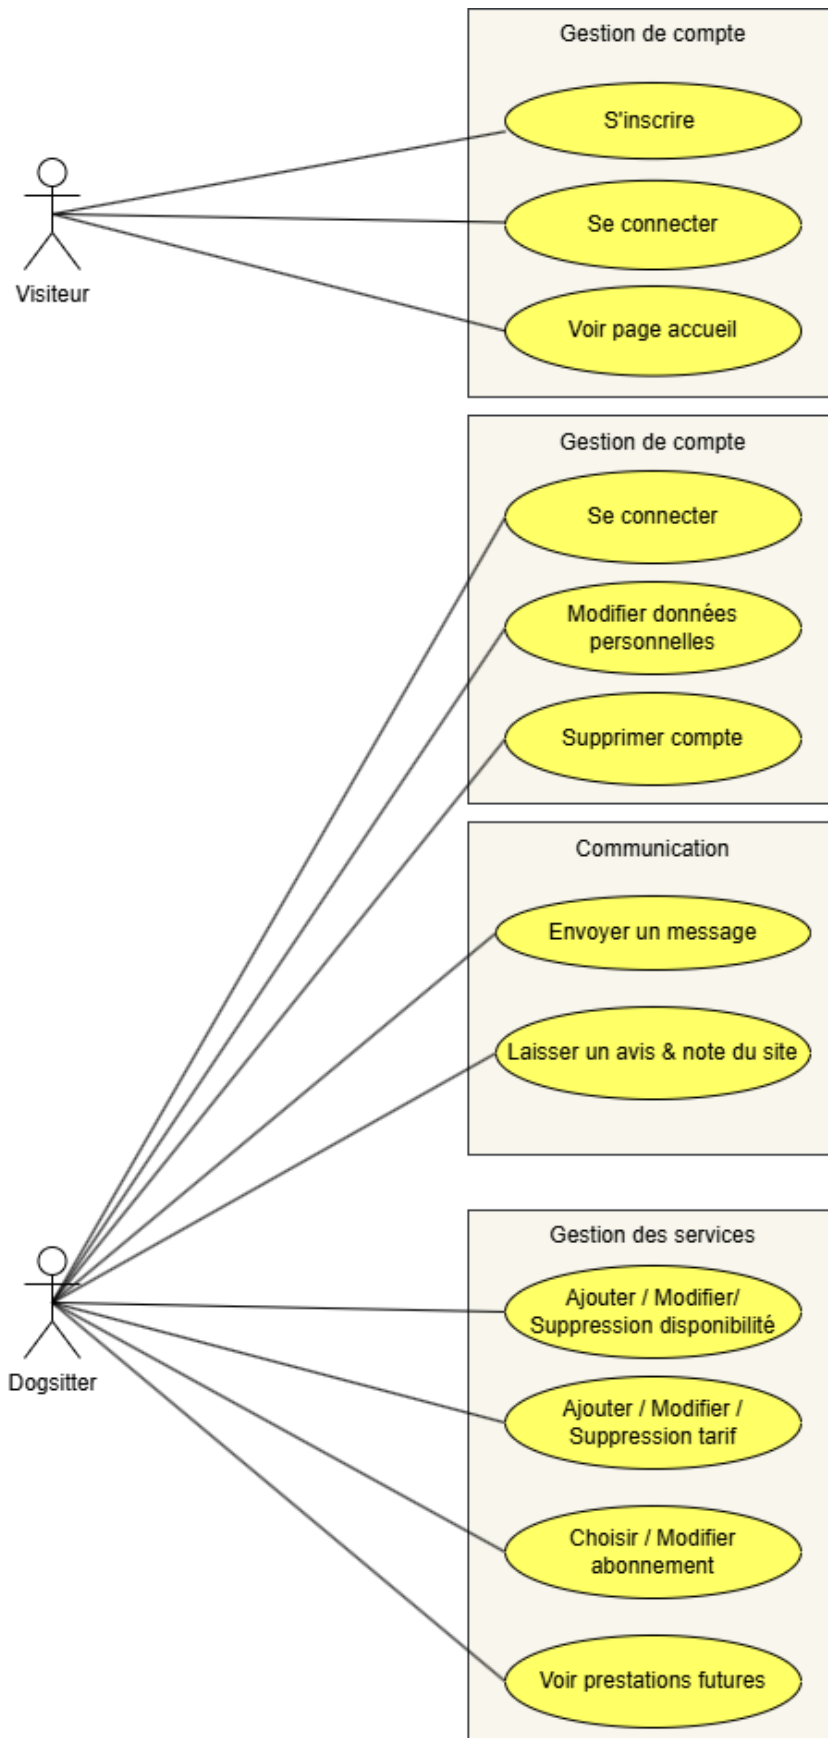 Gestion de compte
S'inscrire
Se connecter
Voir page accueil
Visiteur
Gestion de compte
Se connecter
Modifier données
personnelles
Supprimer compte
Communication
Envoyer un message
Laisser un avis & note du site
Dogsitter
Gestion des services
Ajouter / Modifier/
Suppression disponibilité
Ajouter / Modifier /
Suppression tarif
Choisir / Modifier
abonnement
Voir prestations futures